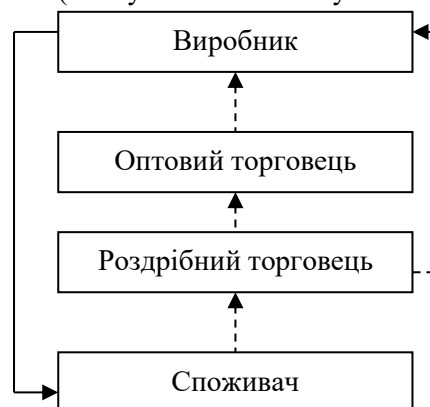 Виробник
Оптовий торговець
Роздрібний торговець
Споживач